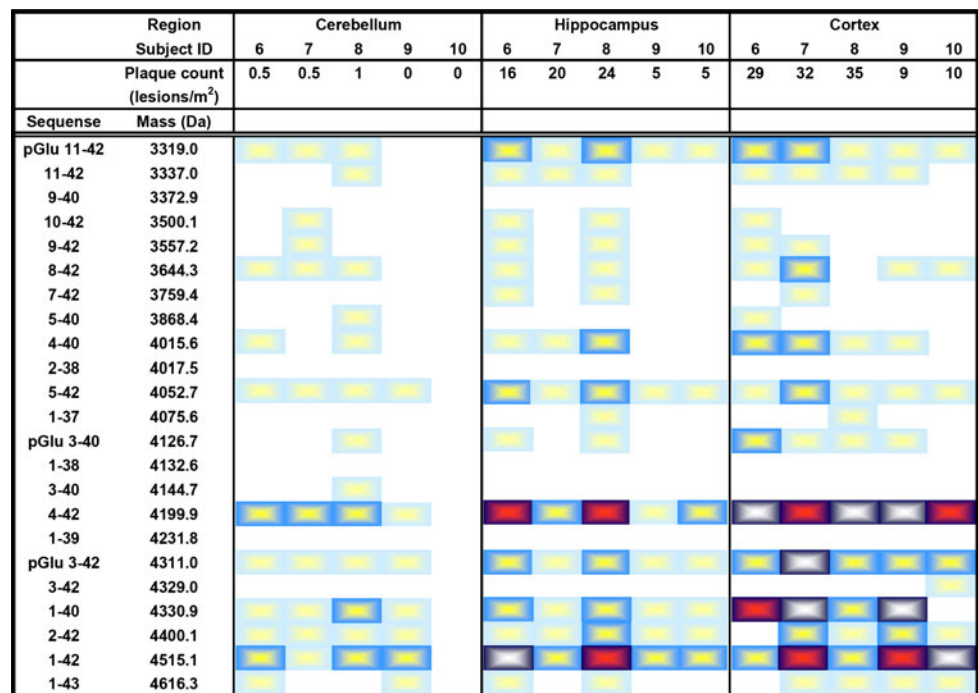 Region Cerebellum Hippocampus Cortex
Subject ID 6 7 8 9 10 6 7 8 9 10 6 7 8 9 10
Plaque count 0.5 0.5 1 0 0 16 20 24 5 5 29 32 35 9 10
(lesions/m²)
Sequense Mass (Da)
pGlu 11-42 3319.0
11-42 3337.0
9-40 3372.9
10-42 3500.1
9-42 3557.2
8-42 3644.3
7-42 3759.4
5-40 3868.4
4-40 4015.6
2-38 4017.5
5-42 4052.7
1-37 4075.6
pGlu 3-40 4126.7
1-38 4132.6
3-40 4144.7
4-42 4199.9
1-39 4231.8
pGlu 3-42 4311.0
3-42 4329.0
1-40 4330.9
2-42 4400.1
1-42 4515.1
1-43 4616.3